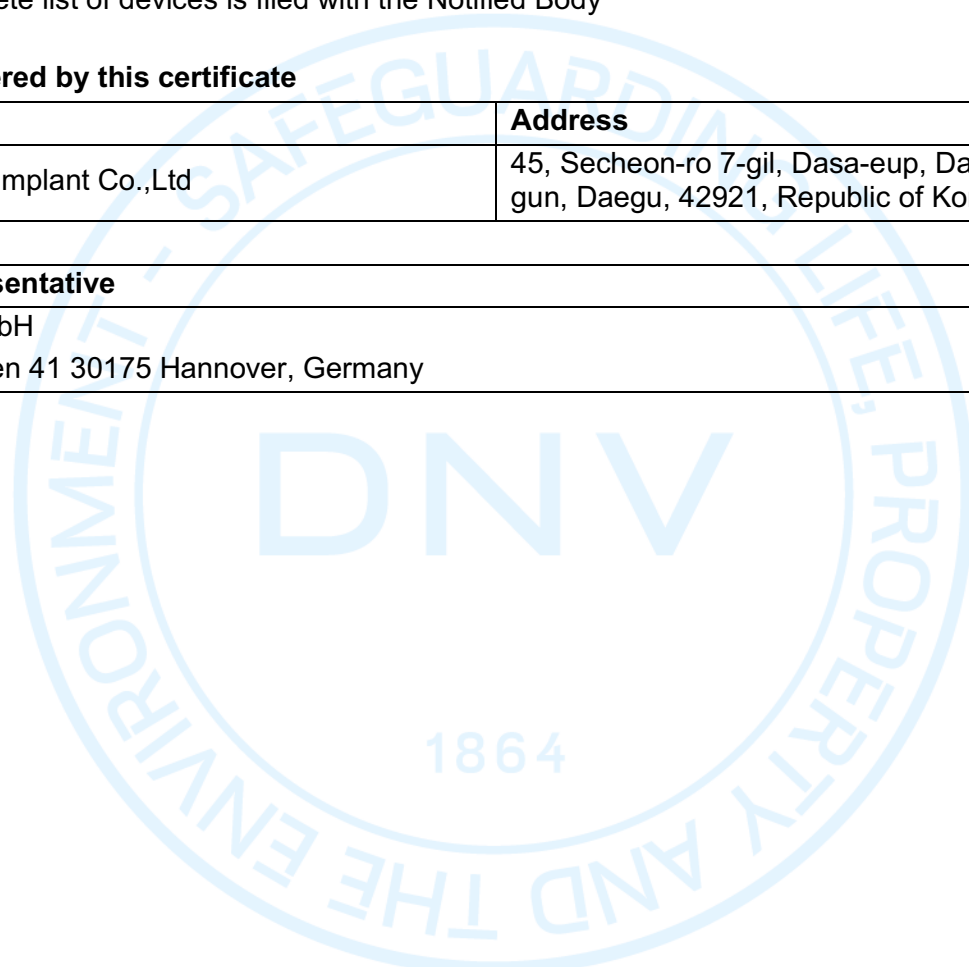 ete list of devices is filed with the Notified Body
ered by this certificate
Address
mplant Co.,Ltd
45, Secheon-ro 7-gil, Dasa-eup, Da
gun, Daegu, 42921, Republic of Ko
sentative
bH
en 41 30175 Hannover, Germany
SAFEGUARDING LIFE, PROPERTY AND THE ENVIRONMENT -
DNV
1864